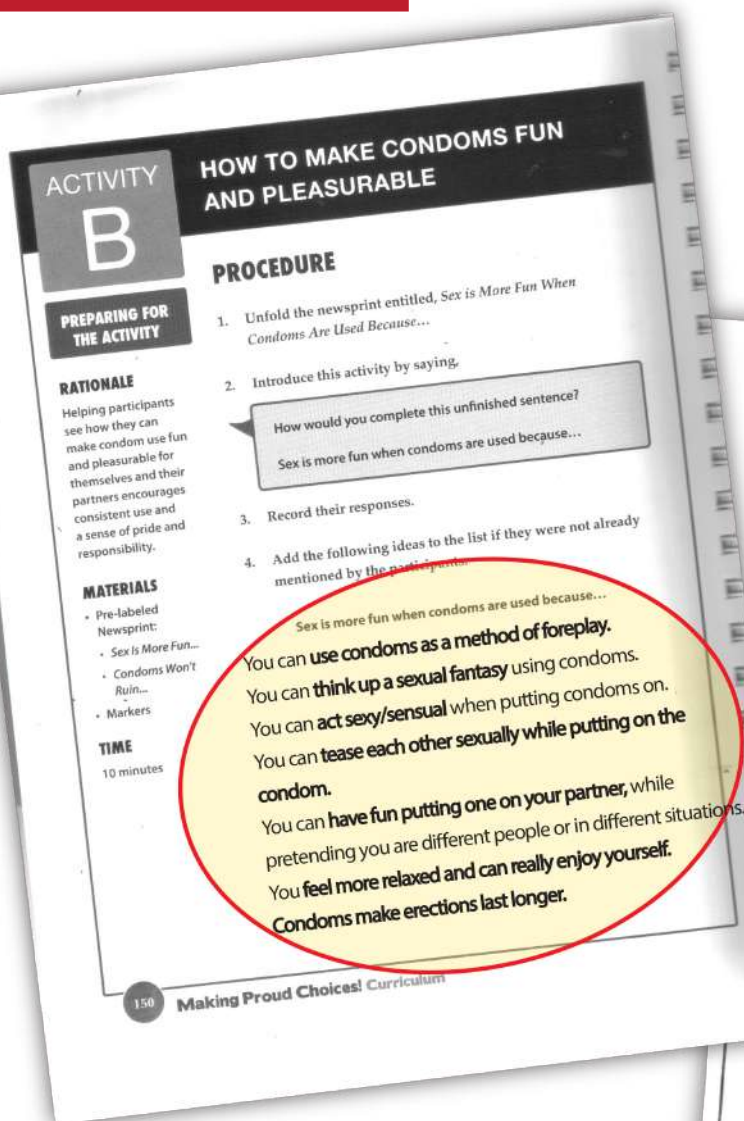 ACTIVITY
B
HOW TO MAKE CONDOMS FUN
AND PLEASURABLE
PREPARING FOR
THE ACTIVITY
RATIONALE
Helping participants
see how they can
make condom use fun
and pleasurable for
themselves and their
partners encourages
consistent use and
a sense of pride and
responsibility.
MATERIALS
• Pre-labeled
Newsprint:
• Sex Is More Fun...
• Condoms Won't
Ruin...
• Markers
TIME
10 minutes
PROCEDURE
1. Unfold the newsprint entitled, Sex is More Fun When
Condoms Are Used Because...
2. Introduce this activity by saying,
How would you complete this unfinished sentence?
Sex is more fun when condoms are used because...
3. Record their responses.
4. Add the following ideas to the list if they were not already
mentioned by the participants.
Sex is more fun when condoms are used because...
You can use condoms as a method of foreplay.
You can think up a sexual fantasy using condoms.
You can act sexy/sensual when putting condoms on.
You can tease each other sexually while putting on the
condom.
You can have fun putting one on your partner, while
pretending you are different people or in different situations.
You feel more relaxed and can really enjoy yourself.
Condoms make erections last longer.
150 Making Proud Choices! Curriculum